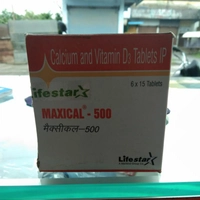 Calcium and Vitamin D3 Tablets IP
Lifestar
6 x 15 Tablets
MAXICAL® - 500
मैक्सीकल-500
Lifestar